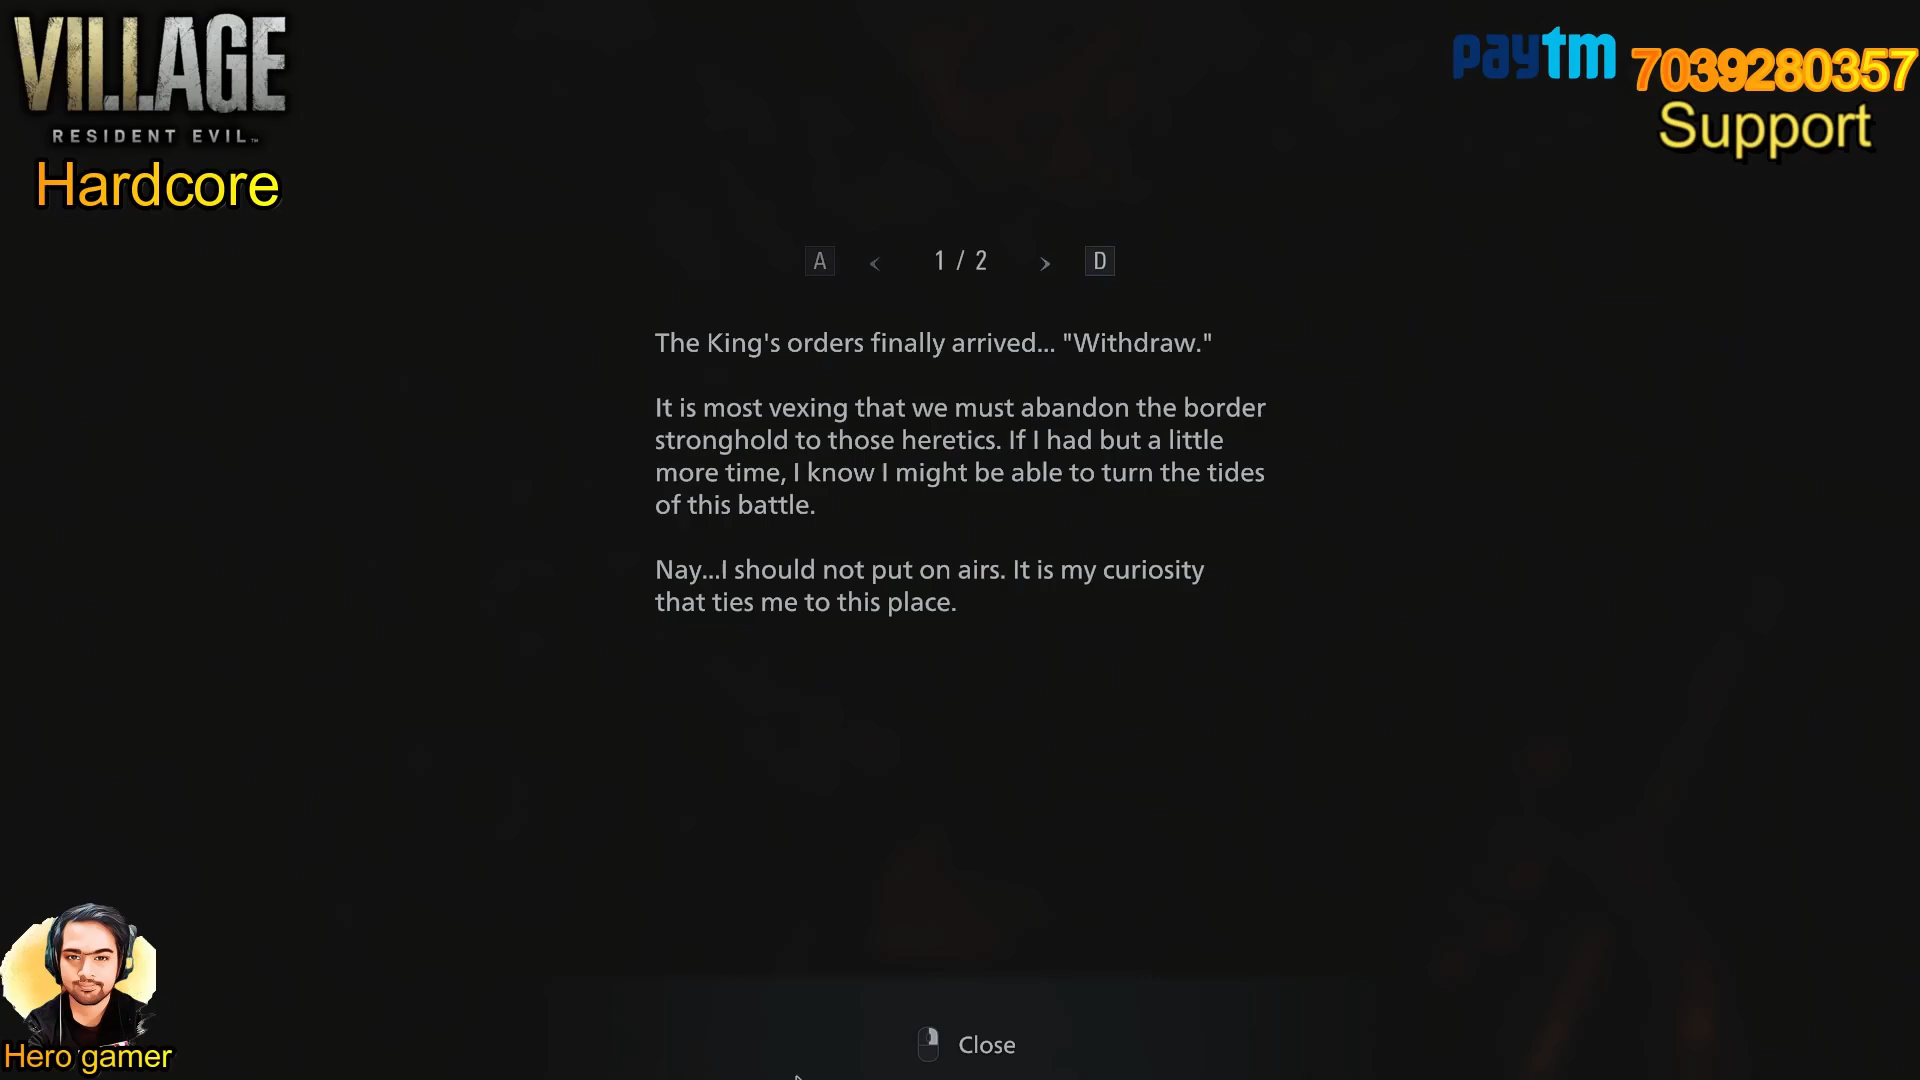 VILLAGE
RESIDENT EVIL™
Hardcore
paytm 7039280357
Support
A < 1 / 2 > D
The King's orders finally arrived... "Withdraw."
It is most vexing that we must abandon the border
stronghold to those heretics. If I had but a little
more time, I know I might be able to turn the tides
of this battle.
Nay...I should not put on airs. It is my curiosity
that ties me to this place.
Close
Hero gamer